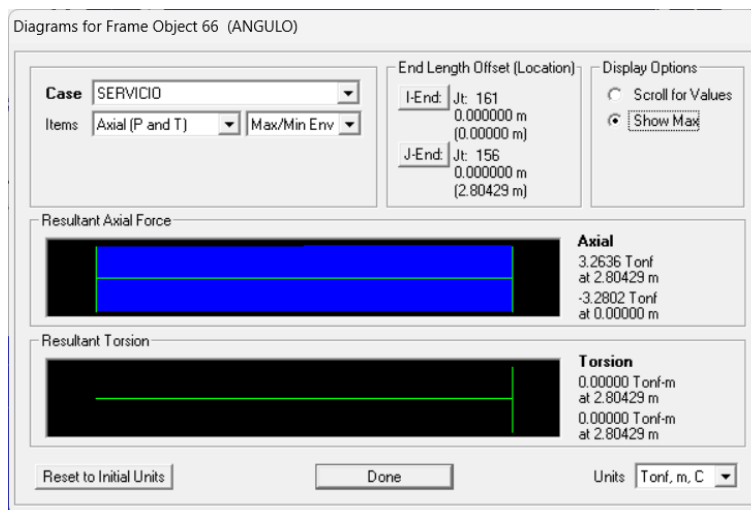 Diagrams for Frame Object 66 (ANGULO)
Case SERVICIO
Items Axial (P and T) Max/Min Env
End Length Offset (Location)
I-End: Jt: 161
0.000000 m
(0.00000 m)
J-End: Jt: 156
0.000000 m
(2.80429 m)
Display Options
Scroll for Values
Show Max
Resultant Axial Force
Axial
3.2636 Tonf
at 2.80429 m
-3.2802 Tonf
at 0.00000 m
Resultant Torsion
Torsion
0.00000 Tonf-m
at 2.80429 m
0.00000 Tonf-m
at 2.80429 m
Reset to Initial Units Done Units Tonf, m, C